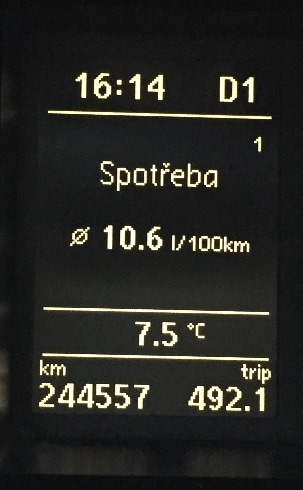 16:14 D1
1
Spotřeba
ø 10.6 l/100km
7.5 °C
km trip
244557 492.1